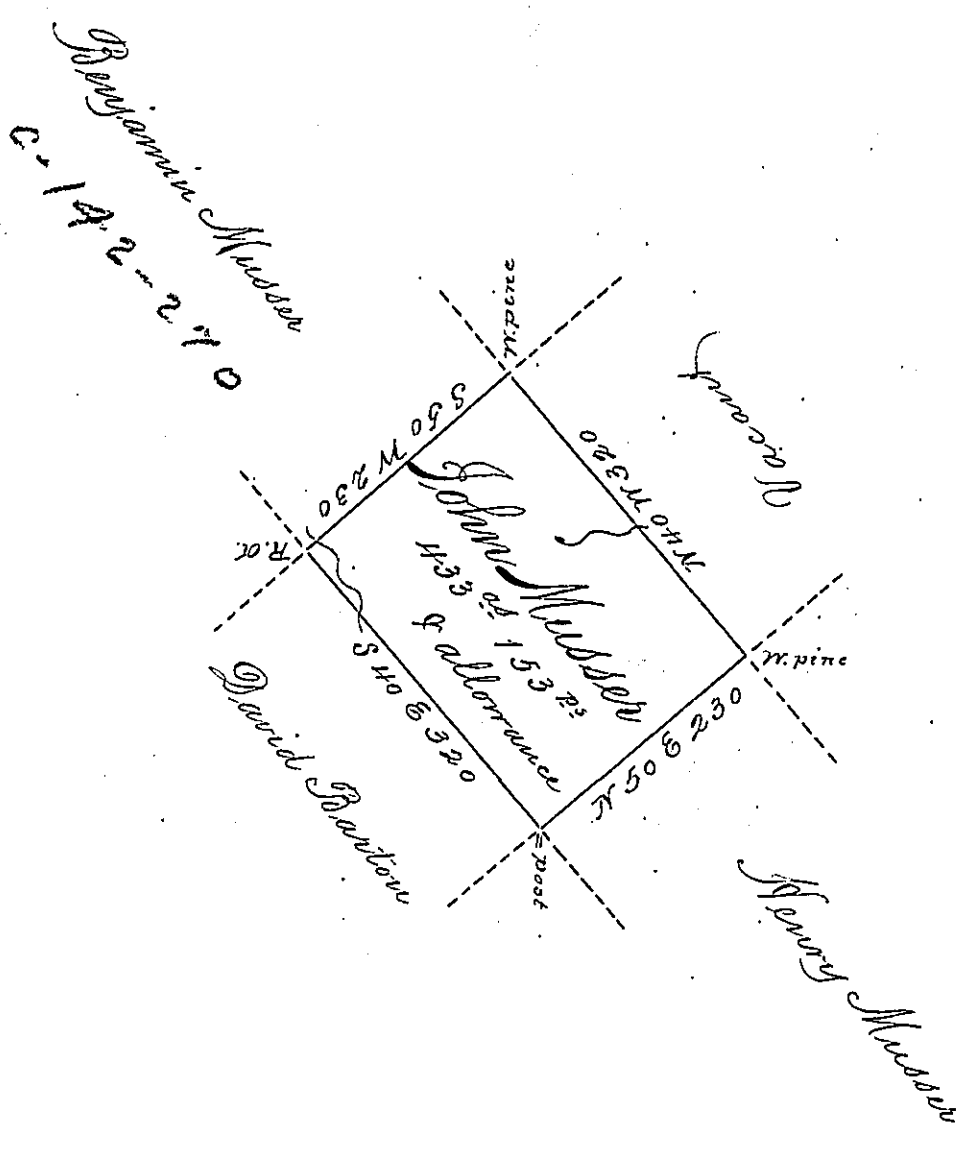 Benjamin Musser
C-142-270
W. pine
Vacant
S 50 W 230
N 40 W 320
John Musser
433 as 153 ps
& allowance
R. O.
S 40 E 320
W. pine
N 50 E 230
post
David Barton
Henry Musser